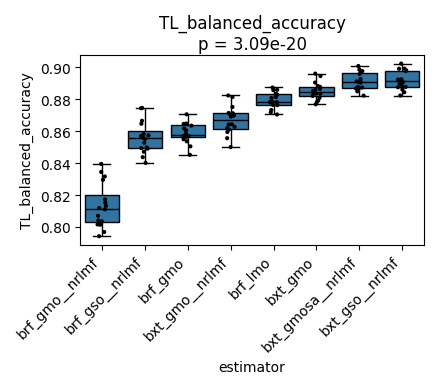 TL_balanced_accuracy
p = 3.09e-20
TL_balanced_accuracy
0.90
0.88
0.86
0.84
0.82
0.80
brf_gmo__nrlmf
brf_gso__nrlmf
brf_gmo
bxt_gmo__nrlmf
brf_lmo
bxt_gmo
bxt_gmosa__nrlmf
bxt_gso__nrlmf
estimator